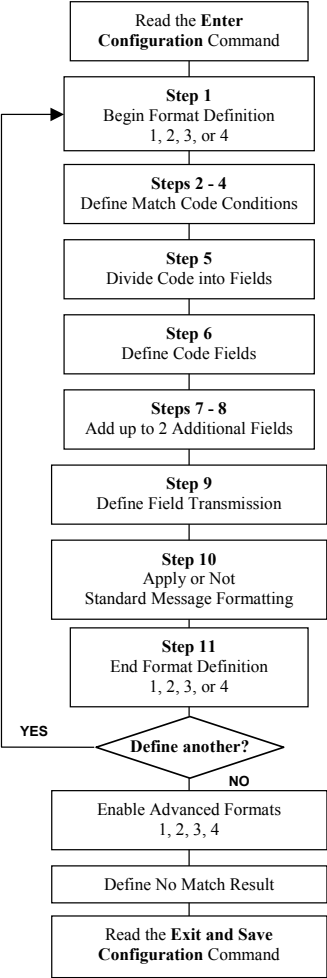 Read the Enter
Configuration Command
Step 1
Begin Format Definition
1, 2, 3, or 4
Steps 2 - 4
Define Match Code Conditions
Step 5
Divide Code into Fields
Step 6
Define Code Fields
Steps 7 - 8
Add up to 2 Additional Fields
Step 9
Define Field Transmission
Step 10
Apply or Not
Standard Message Formatting
Step 11
End Format Definition
1, 2, 3, or 4
YES
Define another?
NO
Enable Advanced Formats
1, 2, 3, 4
Define No Match Result
Read the Exit and Save
Configuration Command